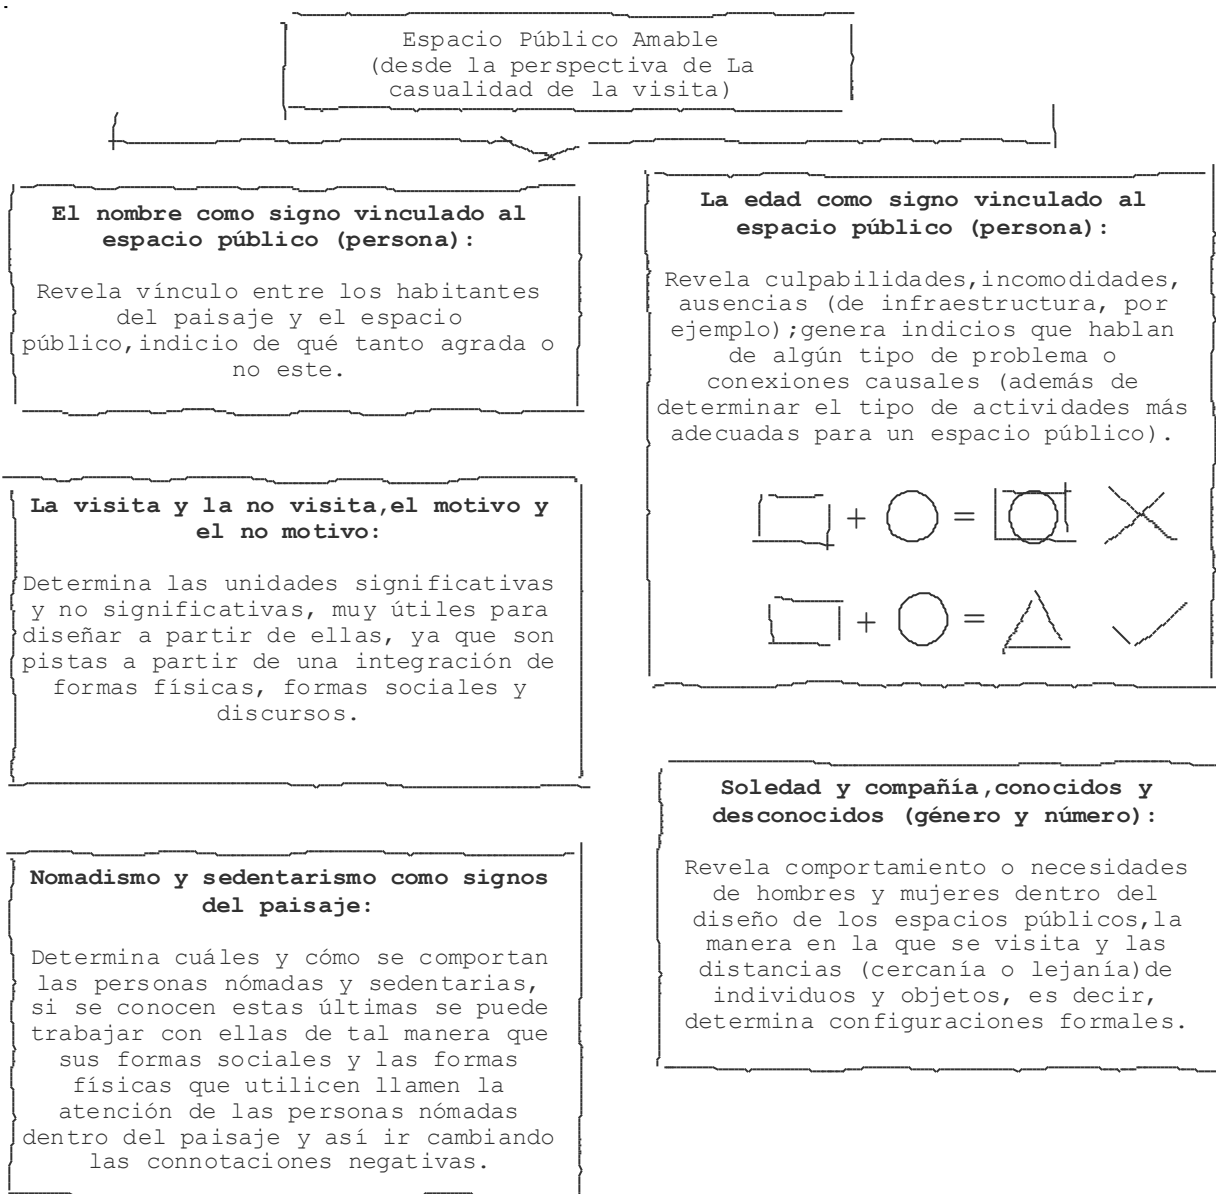 Espacio Público Amable
(desde la perspectiva de La
casualidad de la visita)
El nombre como signo vinculado al
espacio público (persona):
Revela vínculo entre los habitantes
del paisaje y el espacio
público,indicio de qué tanto agrada o
no este.
La visita y la no visita,el motivo y
el no motivo:
Determina las unidades significativas
y no significativas, muy útiles para
diseñar a partir de ellas, ya que son
pistas a partir de una integración de
formas físicas, formas sociales y
discursos.
Nomadismo y sedentarismo como signos
del paisaje:
Determina cuáles y cómo se comportan
las personas nómadas y sedentarias,
si se conocen estas últimas se puede
trabajar con ellas de tal manera que
sus formas sociales y las formas
físicas que utilicen llamen la
atención de las personas nómadas
dentro del paisaje y así ir cambiando
las connotaciones negativas.
La edad como signo vinculado al
espacio público (persona):
Revela culpabilidades,incomodidades,
ausencias (de infraestructura, por
ejemplo);genera indicios que hablan
de algún tipo de problema o
conexiones causales (además de
determinar el tipo de actividades más
adecuadas para un espacio público).
+ =
+ =
Soledad y compañía,conocidos y
desconocidos (género y número):
Revela comportamiento o necesidades
de hombres y mujeres dentro del
diseño de los espacios públicos,la
manera en la que se visita y las
distancias (cercanía o lejanía)de
individuos y objetos, es decir,
determina configuraciones formales.